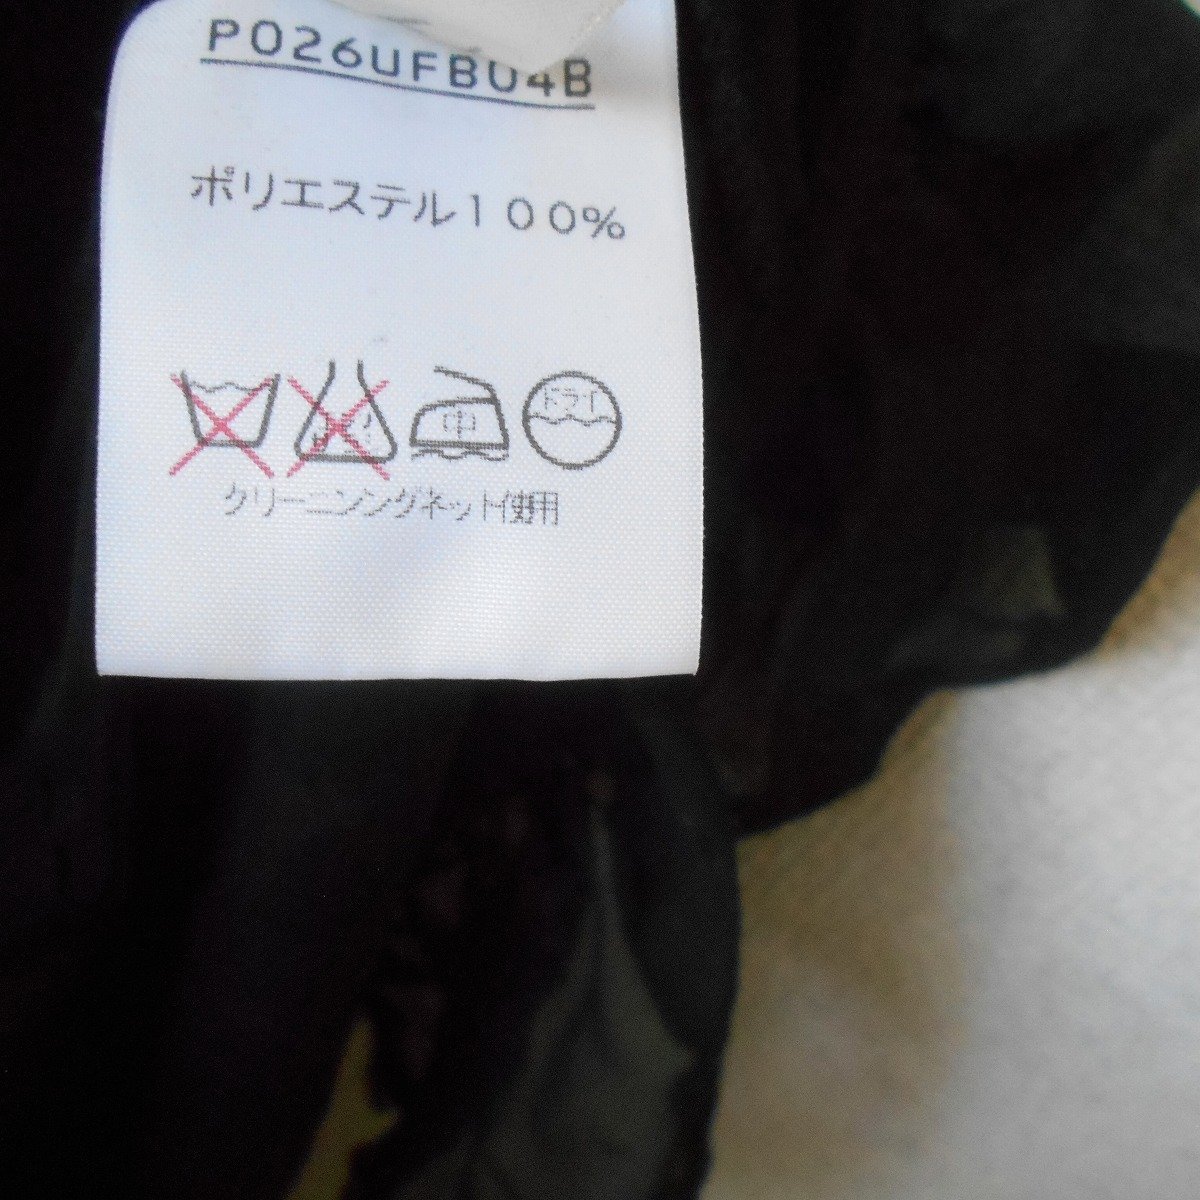 P026UFB04B
ポリエステル100%
中 ドライ
クリーニングネット使用